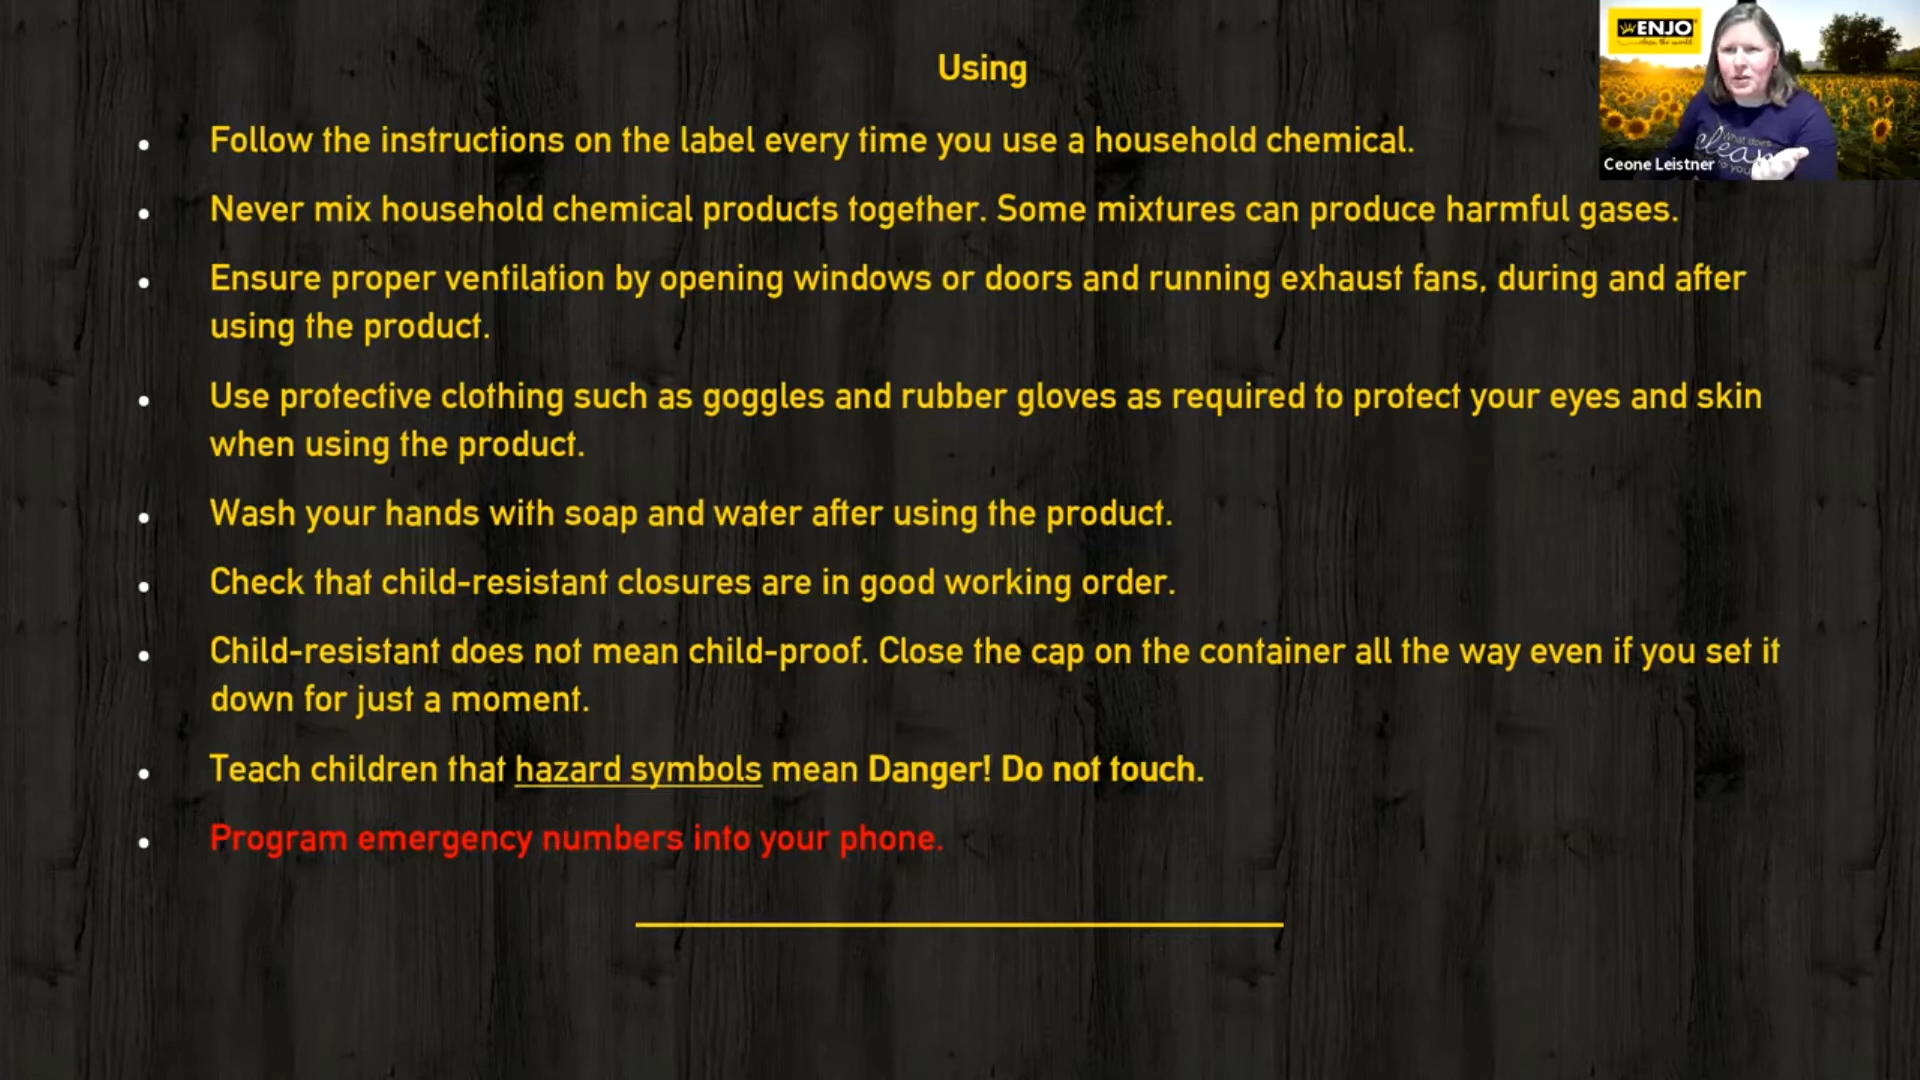 Using
• Follow the instructions on the label every time you use a household chemical.
• Never mix household chemical products together. Some mixtures can produce harmful gases.
• Ensure proper ventilation by opening windows or doors and running exhaust fans, during and after
using the product.
• Use protective clothing such as goggles and rubber gloves as required to protect your eyes and skin
when using the product.
• Wash your hands with soap and water after using the product.
• Check that child-resistant closures are in good working order.
• Child-resistant does not mean child-proof. Close the cap on the container all the way even if you set it
down for just a moment.
• Teach children that hazard symbols mean Danger! Do not touch.
• Program emergency numbers into your phone.
ENJO
What does
clean
you
Ceone Leistner